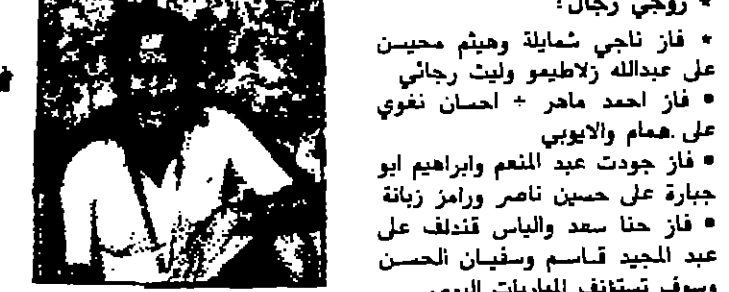 * زوجي رجال:
* فاز ناجي شمايلة وهيثم محيسن
على عبدالله زلاطيمو وليث رجائي
• فاز احمد ماهر + احسان نغوي
على همام والايوبي
• فاز جودت عبد المنعم وابراهيم ابو
جبارة على حسين ناصر ورامز زبانة
• فاز حنا سعد والياس قندلف على
عبد المجيد قاسم وسفيان الحسن
وسوف تستأنف المباريات اليوم